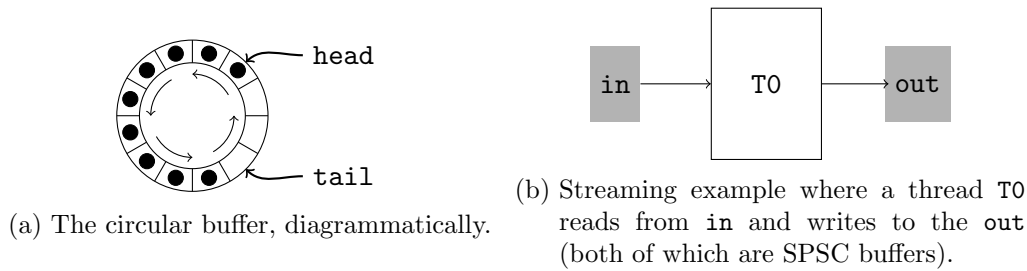 head
tail
(a) The circular buffer, diagrammatically.
in
T0
out
(b) Streaming example where a thread T0
reads from in and writes to the out
(both of which are SPSC buffers).